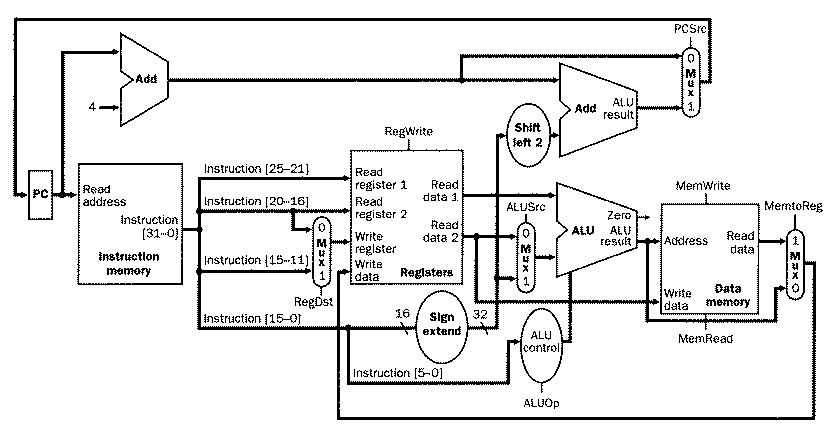 PCSrc
0
M
u
x
1
Add
4
Add
ALU
result
Shift
left 2
RegWrite
PC
Read
address
Instruction
[31–0]
Instruction
memory
Instruction [25–21]
Instruction [20–16]
Instruction [15–11]
Instruction [15–0]
Instruction [5–0]
0
M
u
x
1
RegDst
Read
register 1
Read
register 2
Write
register
Write
data
Read
data 1
Read
data 2
Registers
ALUSrc
0
M
u
x
1
Zero
ALU
ALU
result
MemWrite
Address
Read
data
Write
data
Data
memory
MemRead
MemtoReg
1
M
u
x
0
16
Sign
extend
32
ALU
control
ALUOp